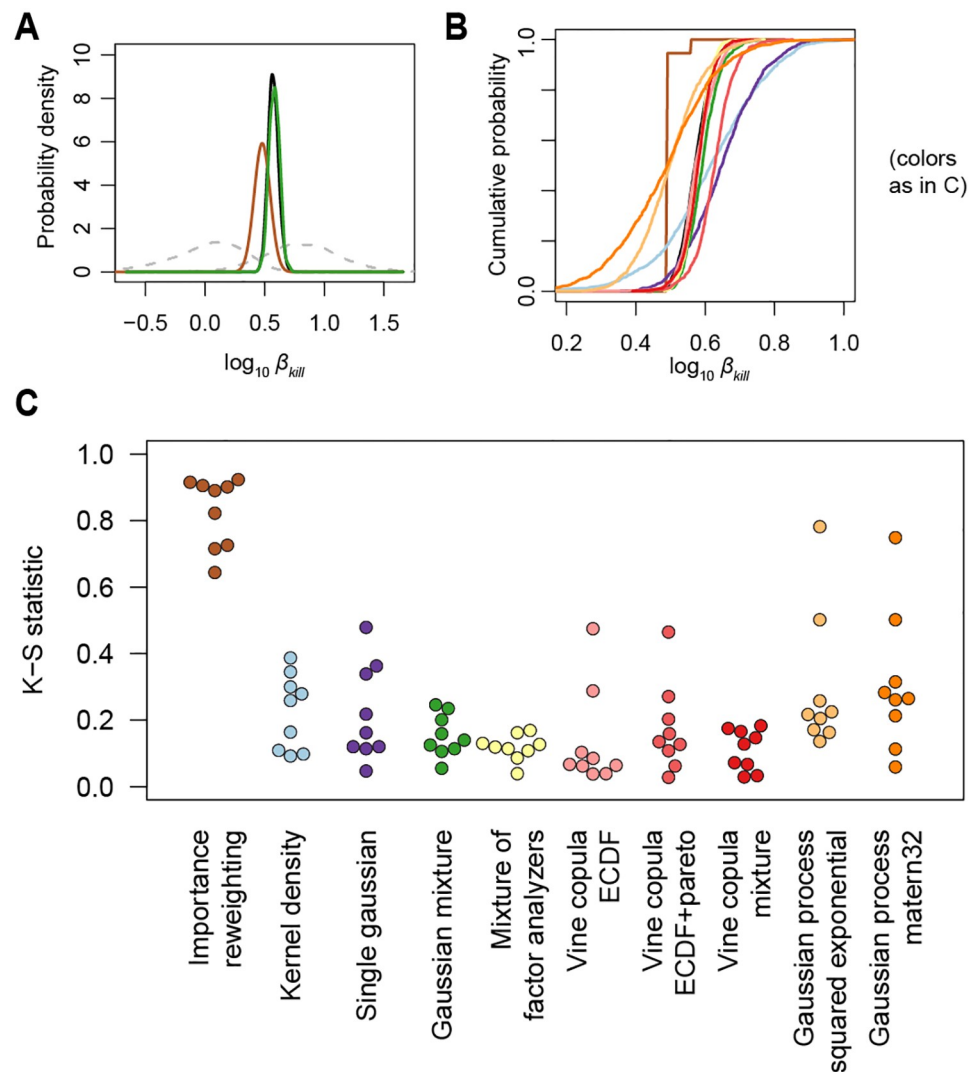 A
Probability density
10
8
6
4
2
0
−0.5
0.0
0.5
1.0
1.5
log10 βkill
B
Cumulative probability
1.0
0.0
0.2
0.4
0.6
0.8
1.0
log10 βkill
(colors
as in C)
C
K−S statistic
1.0
0.8
0.6
0.4
0.2
0.0
Importance
reweighting
Kernel density
Single gaussian
Gaussian mixture
Mixture of
factor analyzers
Vine copula
ECDF
Vine copula
ECDF+pareto
Vine copula
mixture
Gaussian process
squared exponential
Gaussian process
matern32